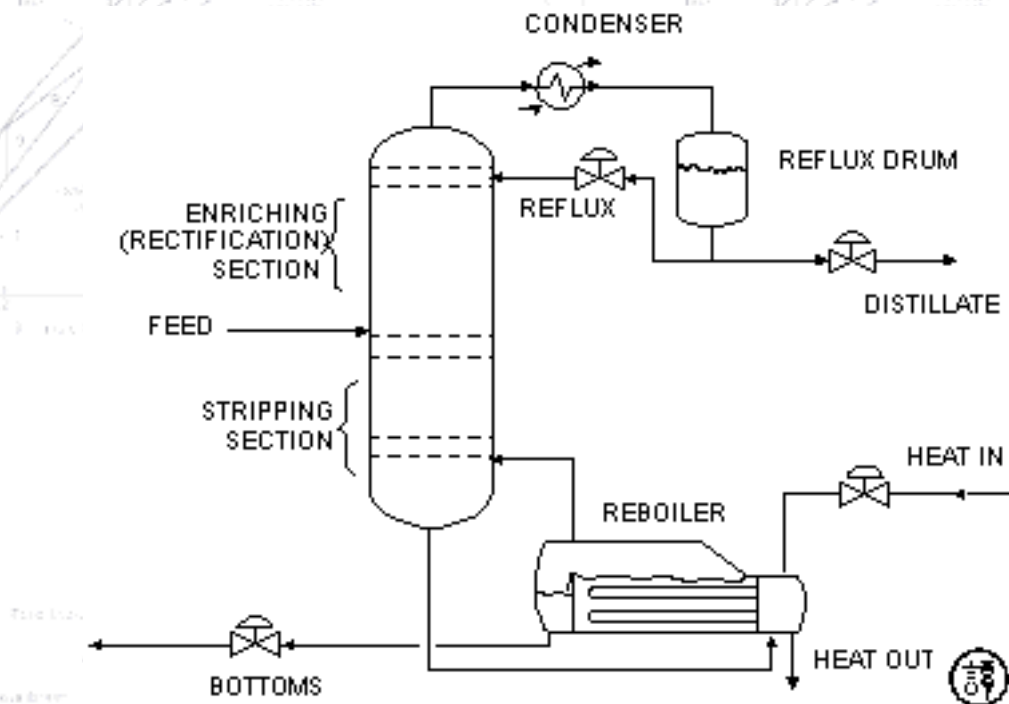 CONDENSER
REFLUX DRUM
REFLUX
ENRICHING
(RECTIFICATION)
SECTION
DISTILLATE
FEED
STRIPPING
SECTION
HEAT IN
REBOILER
HEAT OUT
BOTTOMS